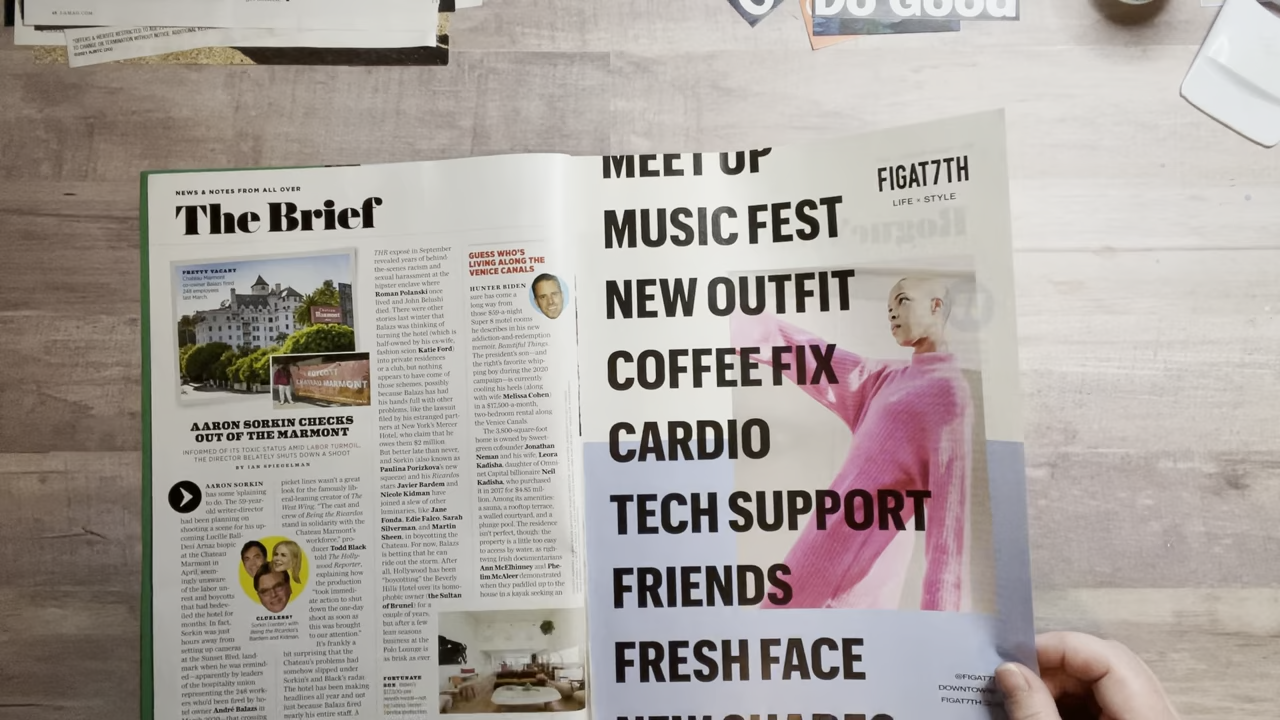 Do Good
NEWS & NOTES FROM ALL OVER
The Brief
PRETTY VACANT
Chateau Marmont
co-owner Balazs fired
248 employees
last March.
BOYCOTT
CHATEAU MARMONT
AARON SORKIN CHECKS
OUT OF THE MARMONT
INFORMED OF ITS TOXIC STATUS AMID LABOR TURMOIL,
THE DIRECTOR BELATELY SHUTS DOWN A SHOOT
BY IAN SPIEGELMAN
AARON SORKIN
has some 'splaining
to do. The 59-year-
old writer-director
had been planning on
shooting a scene for his up-
coming Lucille Ball-
Desi Arnaz biopic
at the Chateau
Marmont in
April, seem-
ingly unaware
of the labor un-
rest and boycotts
that had bedev-
iled the hotel for
months. In fact,
Sorkin was just
hours away from
setting up cameras
at the Sunset Blvd. land-
mark when he was remind-
ed—apparently by leaders
of the hospitality union
representing the 248 work-
ers who'd been fired by ho-
tel owner André Balazs in
picket lines wasn't a great
look for the famously lib-
eral-leaning creator of The
West Wing. "The cast and
crew of Being the Ricardos
stand in solidarity with the
Chateau Marmont's
workforce," pro-
ducer Todd Black
told The Holly-
wood Reporter,
explaining how
the production
"took immedi-
ate action to shut
down the one-day
shoot as soon as
this was brought
to our attention."
It's frankly a
bit surprising that the
Chateau's problems had
somehow slipped under
Sorkin's and Black's radar.
The hotel has been making
headlines all year and not
just because Balazs fired
nearly his entire staff. A
CLUELESS?
Sorkin (center) with
Being the Ricardos's
Bardem and Kidman.
THR exposé in September
revealed years of behind-
the-scenes racism and
sexual harassment at the
hipster enclave where
Roman Polanski once
lived and John Belushi
died. There were other
stories last winter that
Balazs was thinking of
turning the hotel (which is
half-owned by his ex-wife,
fashion scion Katie Ford)
into private residences
or a club, but nothing
appears to have come of
those schemes, possibly
because Balazs has had
his hands full with other
problems, like the lawsuit
filed by his estranged part-
ners at New York's Mercer
Hotel, who claim that he
owes them $2 million.
But better late than never,
and Sorkin (also known as
Paulina Porizkova's new
squeeze) and his Ricardos
stars Javier Bardem and
Nicole Kidman have
joined a slew of other
luminaries, like Jane
Fonda, Edie Falco, Sarah
Silverman, and Martin
Sheen, in boycotting the
Chateau. For now, Balazs
is betting that he can
ride out the storm. After
all, Hollywood has been
"boycotting" the Beverly
Hills Hotel over its homo-
phobic owner (the Sultan
of Brunei) for a
couple of years,
but after a few
lean seasons
business at the
Polo Lounge is
as brisk as ever.
GUESS WHO'S
LIVING ALONG THE
VENICE CANALS
HUNTER BIDEN
sure has come a
long way from
those $59-a-night
Super 8 motel rooms
he describes in his new
addiction-and-redemption
memoir, Beautiful Things.
The president's son—and
the right's favorite whip-
ping boy during the 2020
campaign—is currently
cooling his heels (along
with wife Melissa Cohen)
in a $17,500-a-month,
two-bedroom rental along
the Venice Canals.
The 3,800-square-foot
home is owned by Sweet-
green cofounder Jonathan
Neman and his wife, Leora
Kadisha, daughter of Omni-
net Capital billionaire Neil
Kadisha, who purchased
it in 2017 for $4.85 mil-
lion. Among its amenities:
a sauna, a rooftop terrace,
a walled courtyard, and a
plunge pool. The residence
isn't perfect, though: the
property is a little too easy
to access by water, as right-
wing Irish documentarians
Ann McElhinney and Phe-
lim McAleer demonstrated
when they paddled up to the
house in a kayak seeking an
FORTUNATE
SON
MEET UP
MUSIC FEST
NEW OUTFIT
COFFEE FIX
CARDIO
TECH SUPPORT
FRIENDS
FRESH FACE
FIGAT7TH
LIFE × STYLE
@FIGAT7
DOWNTOW
FIGAT7TH